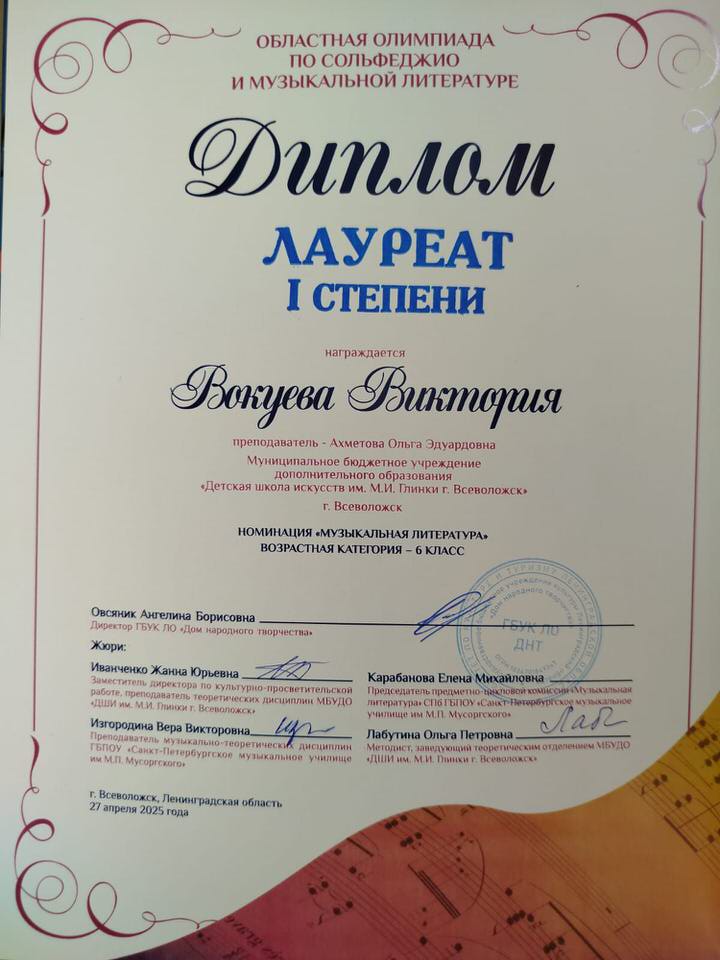 ОБЛАСТНАЯ ОЛИМПИАДА
ПО СОЛЬФЕДЖИО
И МУЗЫКАЛЬНОЙ ЛИТЕРАТУРЕ
Диплом
ЛАУРЕАТ
I СТЕПЕНИ
награждается
Вокуева Виктория
преподаватель - Ахметова Ольга Эдуардовна
Муниципальное бюджетное учреждение
дополнительного образования
«Детская школа искусств им. М.И. Глинки г. Всеволожск»
г. Всеволожск
НОМИНАЦИЯ «МУЗЫКАЛЬНАЯ ЛИТЕРАТУРА»
ВОЗРАСТНАЯ КАТЕГОРИЯ – 6 КЛАСС
Овсяник Ангелина Борисовна
Директор ГБУК ЛО «Дом народного творчества»
ГБУК ЛО
ДНТ
Жюри:
Иванченко Жанна Юрьевна
Заместитель директора по культурно-просветительской
работе, преподаватель теоретических дисциплин МБУДО
«ДШИ им. М.И. Глинки г. Всеволожск»
Изгородина Вера Викторовна
Преподаватель музыкально-теоретических дисциплин
ГБПОУ «Санкт-Петербургское музыкальное училище
им М.П. Мусоргского»
Карабанова Елена Михайловна
Председатель предметно-цикловой комиссии «Музыкальная
литература» СПб ГБПОУ «Санкт-Петербургское музыкальное
училище им М.П. Мусоргского»
Лабутина Ольга Петровна
Методист, заведующий теоретическим отделением МБУДО
«ДШИ им. М.И. Глинки г. Всеволожск»
г. Всеволожск, Ленинградская область
27 апреля 2025 года